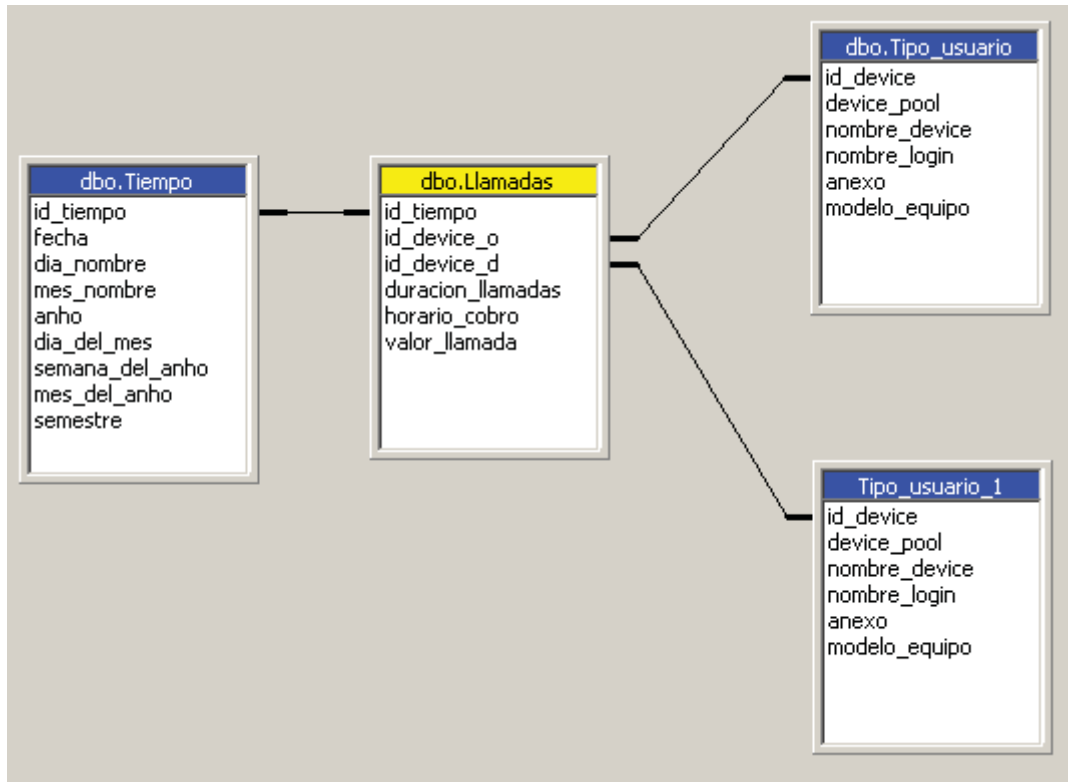 dbo.Tiempo
id_tiempo
fecha
dia_nombre
mes_nombre
anho
dia_del_mes
semana_del_anho
mes_del_anho
semestre
dbo.Llamadas
id_tiempo
id_device_o
id_device_d
duracion_llamadas
horario_cobro
valor_llamada
dbo.Tipo_usuario
id_device
device_pool
nombre_device
nombre_login
anexo
modelo_equipo
Tipo_usuario_1
id_device
device_pool
nombre_device
nombre_login
anexo
modelo_equipo